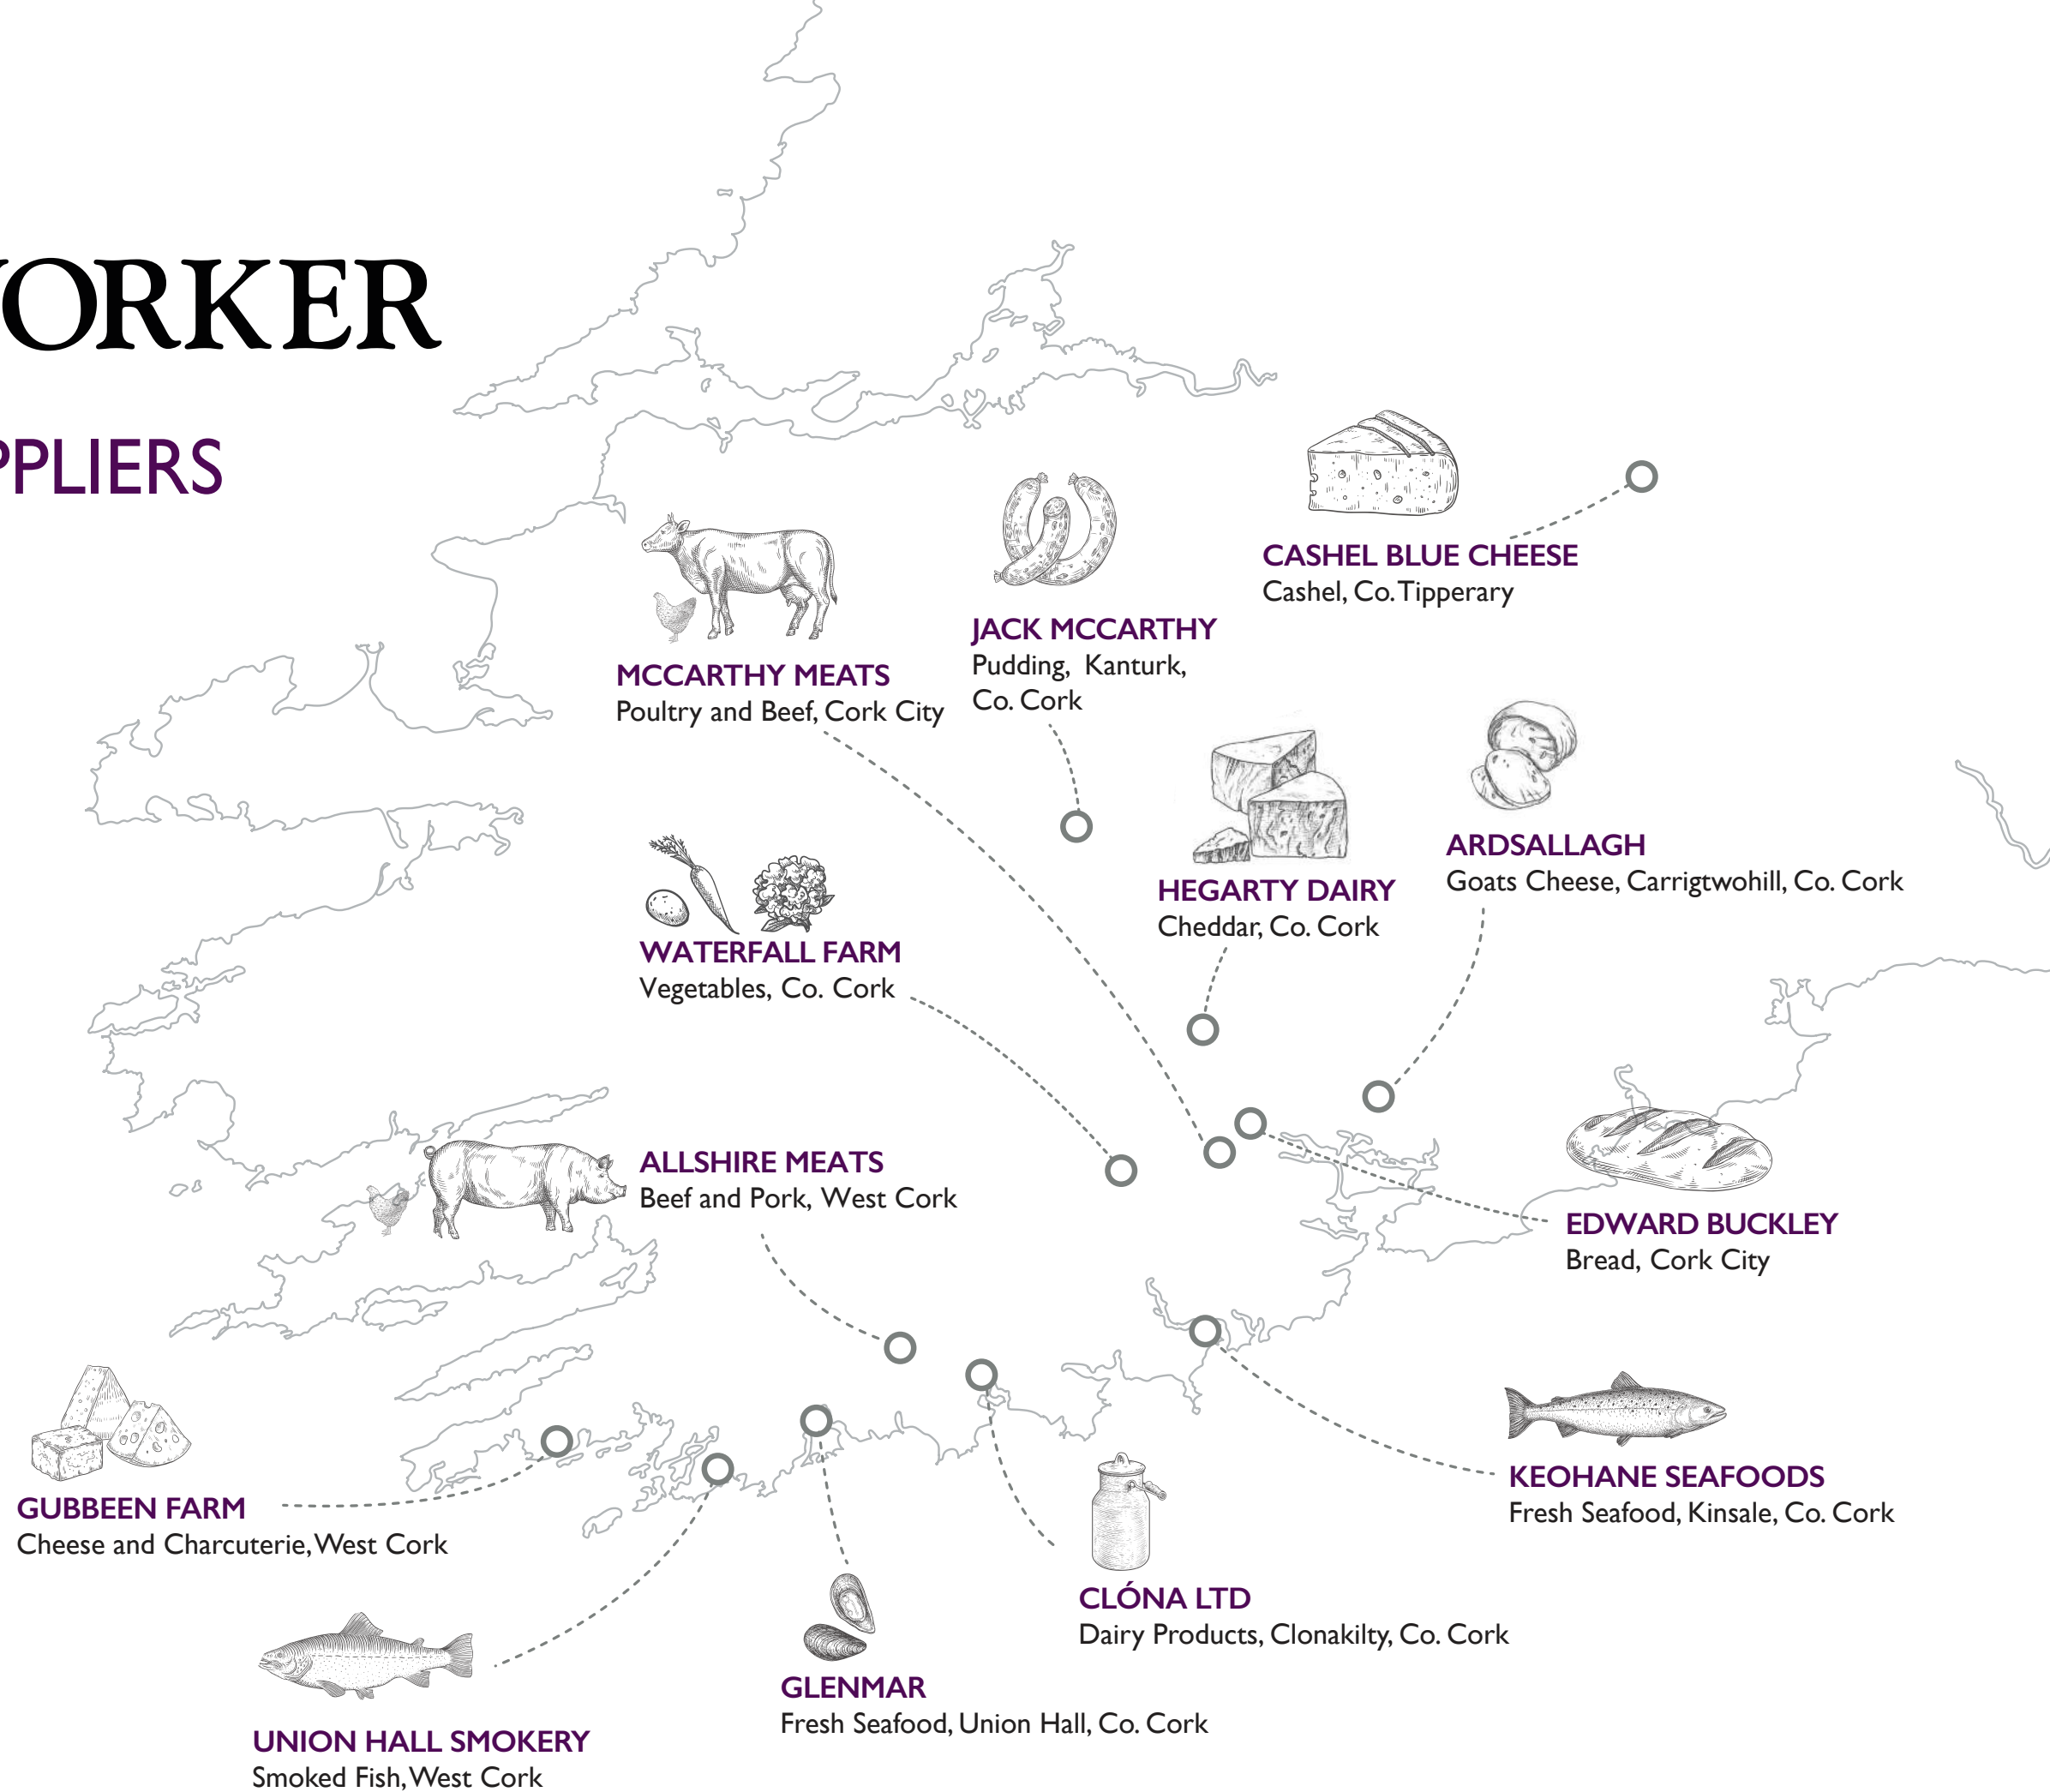 ORKER
PPLIERS
CASHEL BLUE CHEESE
Cashel, Co. Tipperary
JACK MCCARTHY
Pudding, Kanturk,
Co. Cork
MCCARTHY MEATS
Poultry and Beef, Cork City
ARDSALLAGH
Goats Cheese, Carrigtwohill, Co. Cork
HEGARTY DAIRY
Cheddar, Co. Cork
WATERFALL FARM
Vegetables, Co. Cork
ALLSHIRE MEATS
Beef and Pork, West Cork
EDWARD BUCKLEY
Bread, Cork City
KEOHANE SEAFOODS
Fresh Seafood, Kinsale, Co. Cork
GUBBEEN FARM
Cheese and Charcuterie, West Cork
CLÓNA LTD
Dairy Products, Clonakilty, Co. Cork
GLENMAR
Fresh Seafood, Union Hall, Co. Cork
UNION HALL SMOKERY
Smoked Fish, West Cork